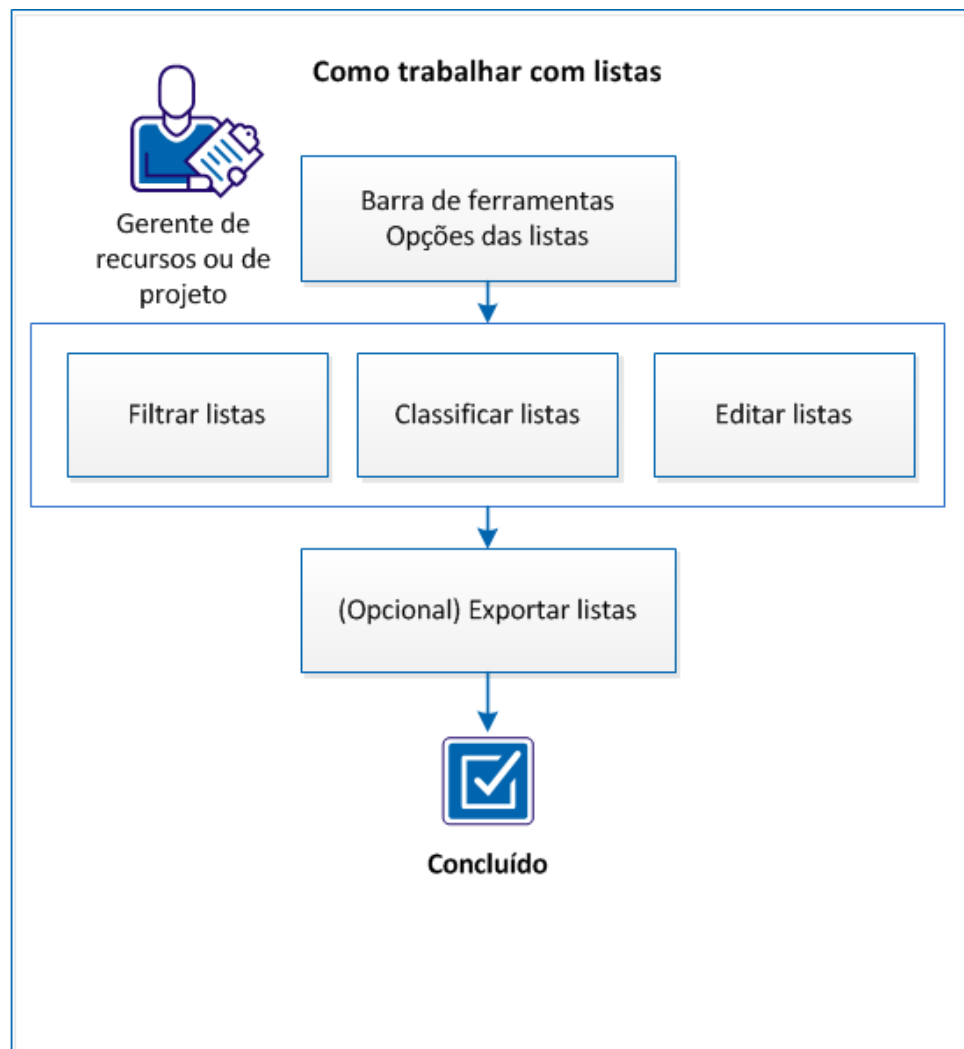 Como trabalhar com listas
Gerente de
recursos ou de
projeto
Barra de ferramentas
Opções das listas
Filtrar listas
Classificar listas
Editar listas
(Opcional) Exportar listas
Concluído